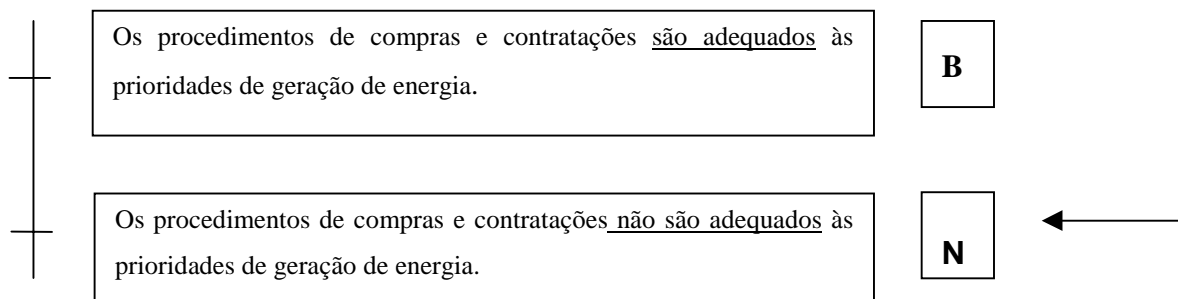 Os procedimentos de compras e contratações são adequados às
prioridades de geração de energia.
B
Os procedimentos de compras e contratações não são adequados às
prioridades de geração de energia.
N